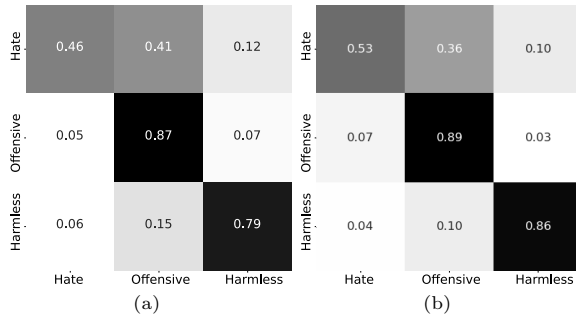 Hate 0.46 0.41 0.12
Offensive 0.05 0.87 0.07
Harmless 0.06 0.15 0.79
Hate Offensive Harmless
(a)
Hate 0.53 0.36 0.10
Offensive 0.07 0.89 0.03
Harmless 0.04 0.10 0.86
Hate Offensive Harmless
(b)